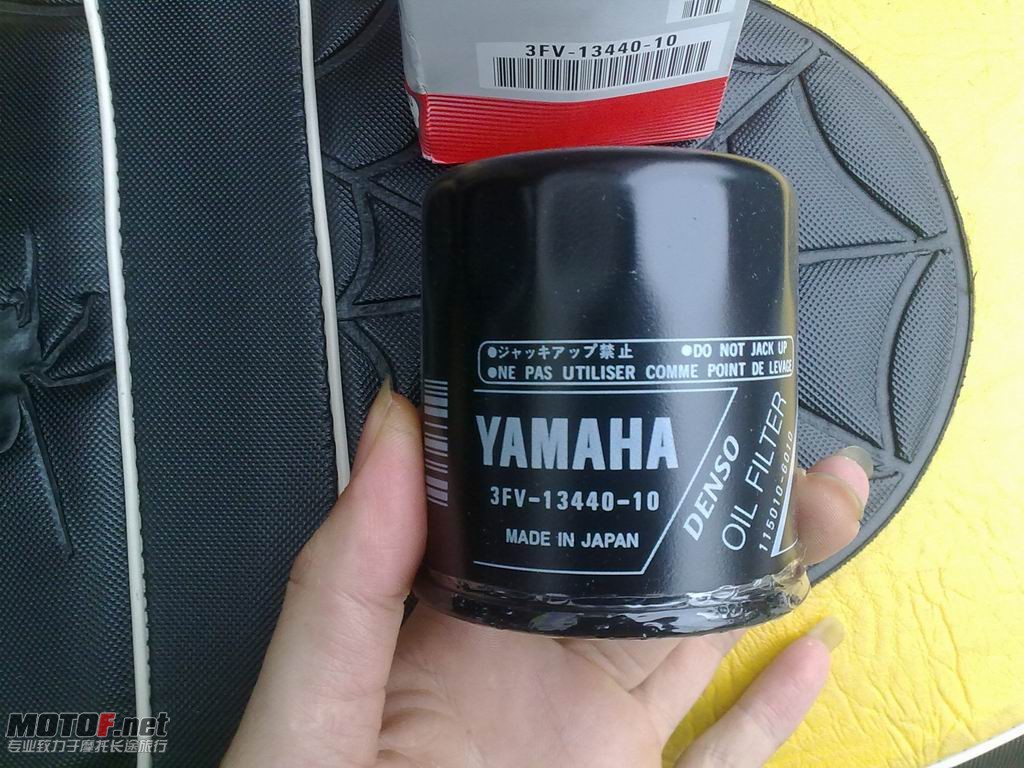 3FV-13440-10
●ジャッキアップ禁止 ●DO NOT JACK UP
●NE PAS UTILISER COMME POINT DE LEVAGE
YAMAHA
3FV-13440-10
MADE IN JAPAN
DENSO
OIL FILTER
115010-6010
MOTOF.net
专业致力于摩托长途旅行